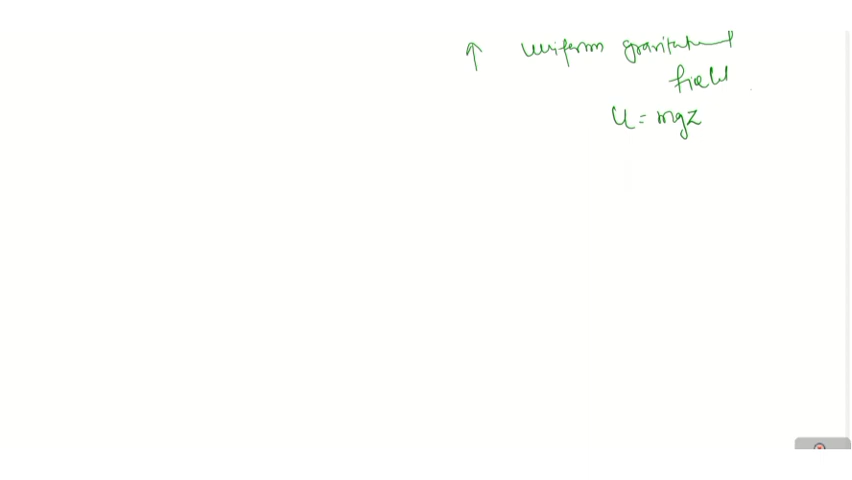 ↑ uniform gravitational
field
U = mgz